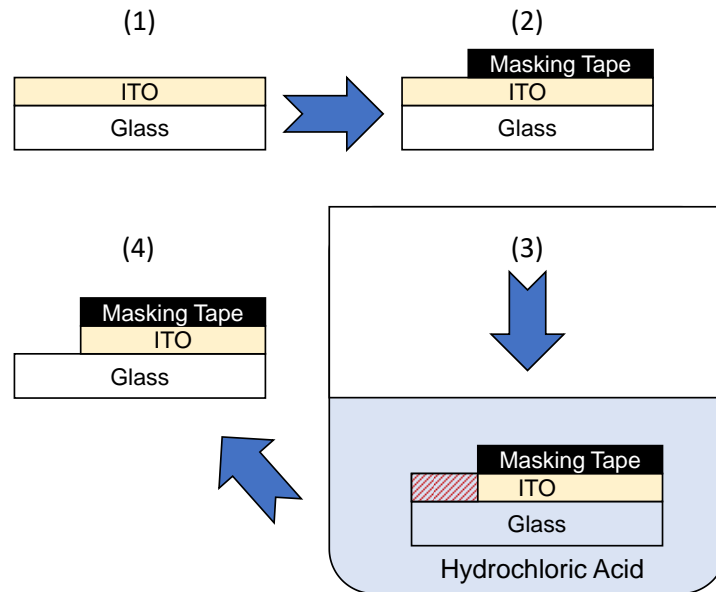 (1)
ITO
Glass
(2)
Masking Tape
ITO
Glass
(3)
Masking Tape
ITO
Glass
Hydrochloric Acid
(4)
Masking Tape
ITO
Glass